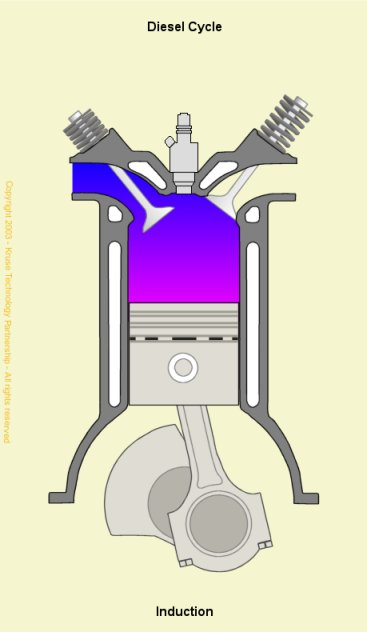 Diesel Cycle
Copyright 2003 - Kruse Technology Partnership - All rights reserved
Induction